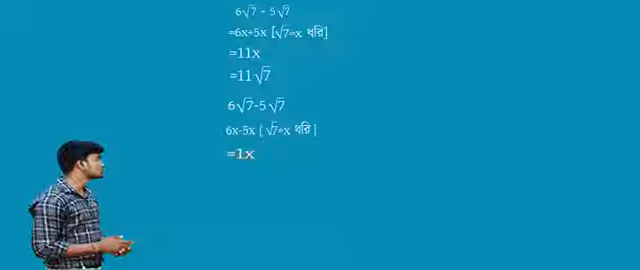 6√7 - 5√7
=6x+5x [√7=x ধরি]
=11x
=11√7
6√7-5√7
6x-5x [ √7=x ধরি ]
=1x